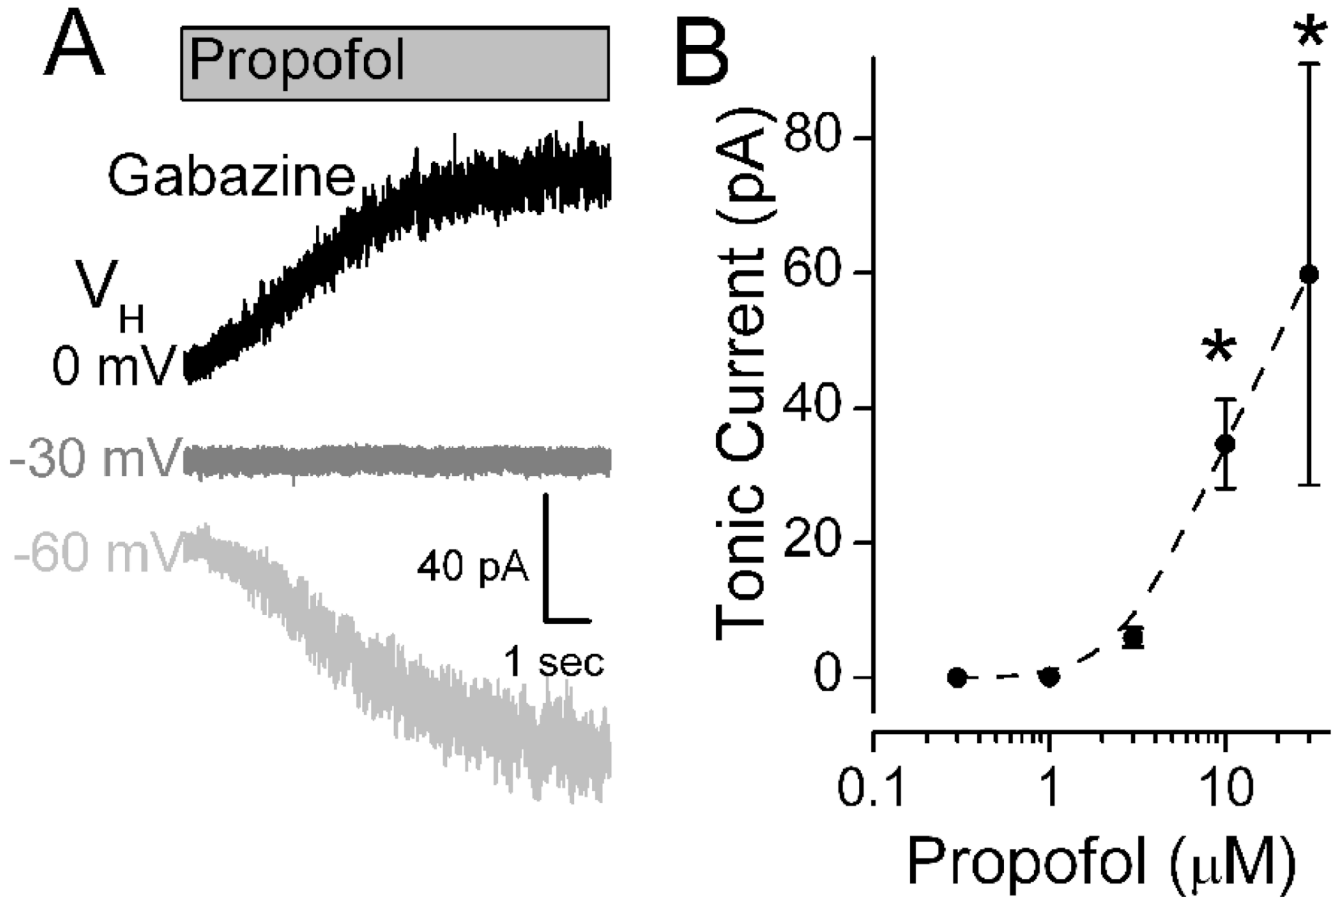 A
Propofol
Gabazine
V_H
0 mV
-30 mV
-60 mV
40 pA
1 sec
B
*
*
Tonic Current (pA)
80
60
40
20
0
0.1
1
10
Propofol (μM)